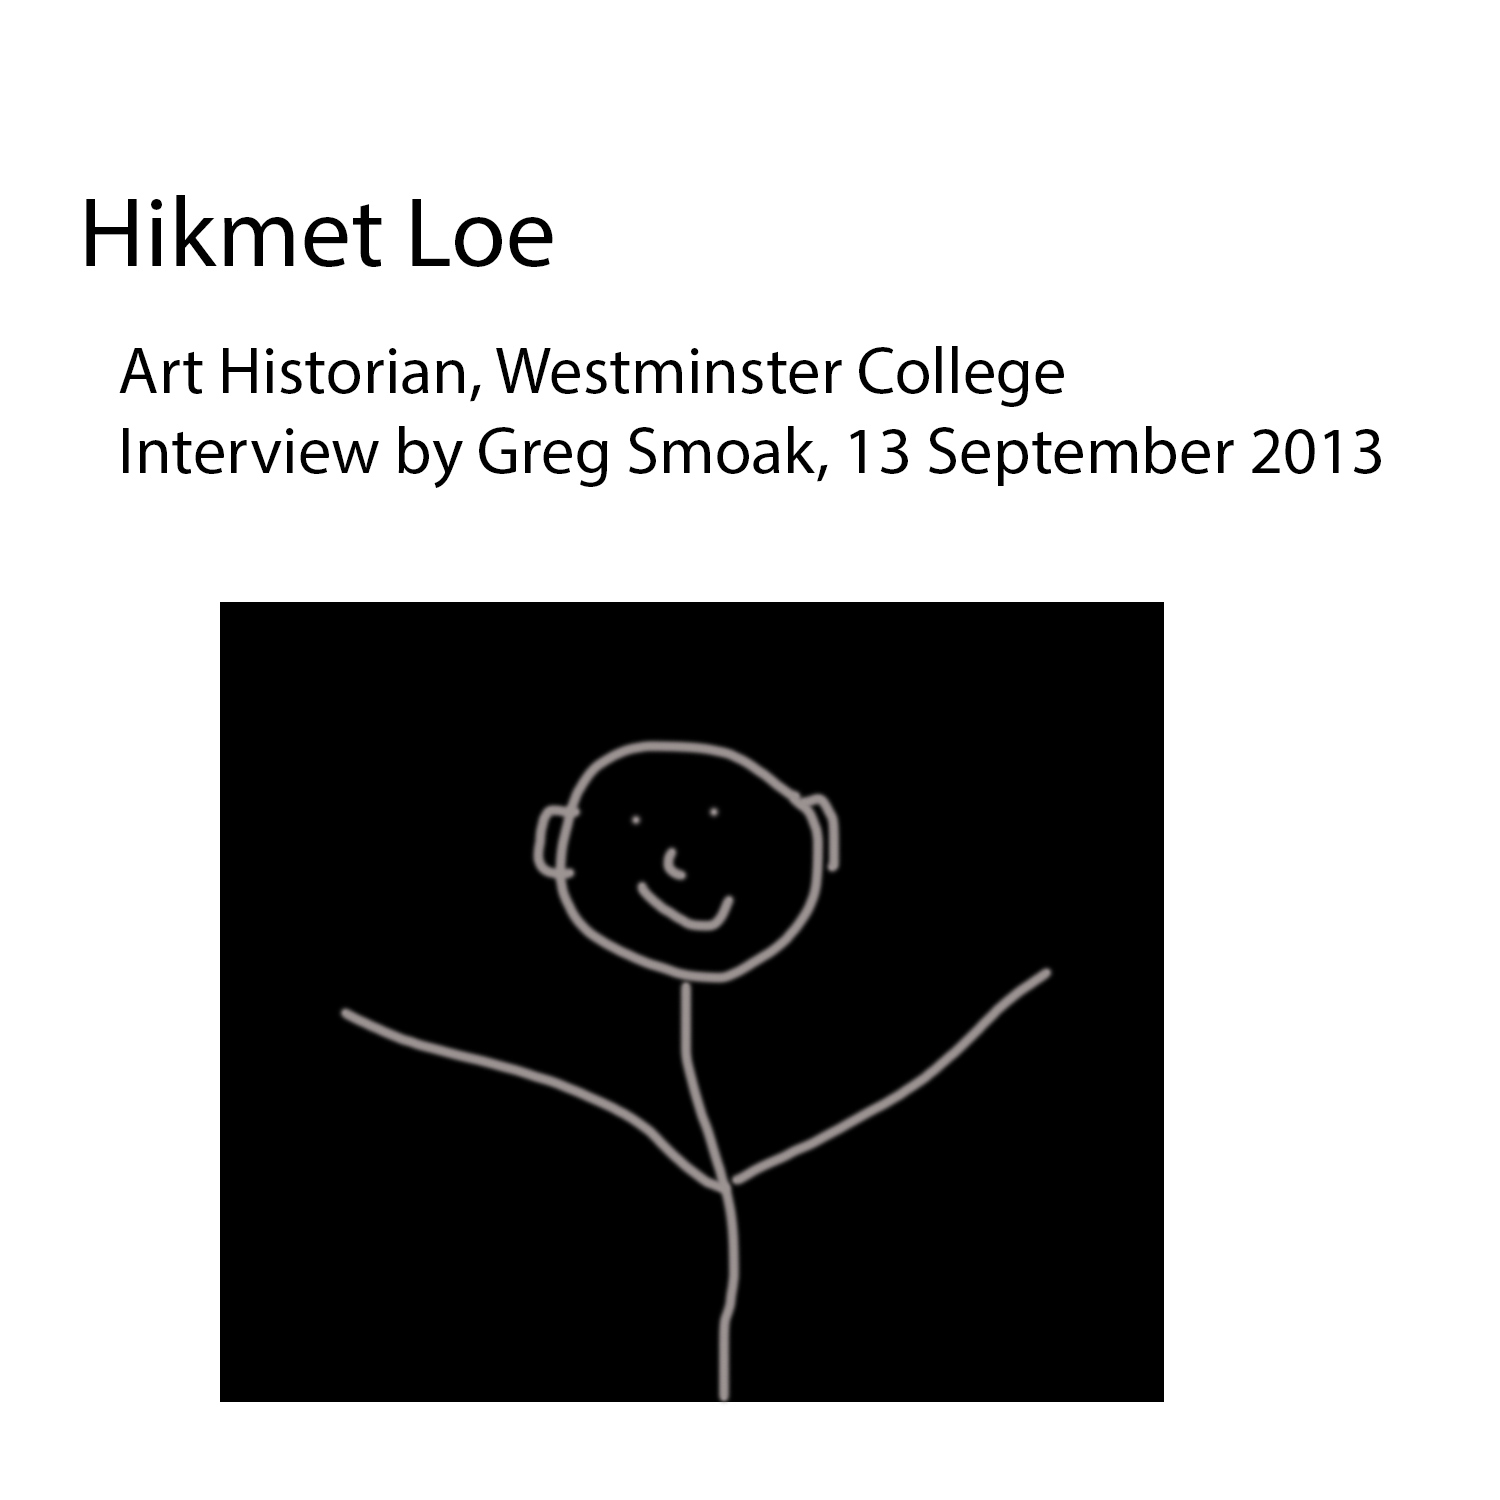 Hikmet Loe
Art Historian, Westminster College
Interview by Greg Smoak, 13 September 2013